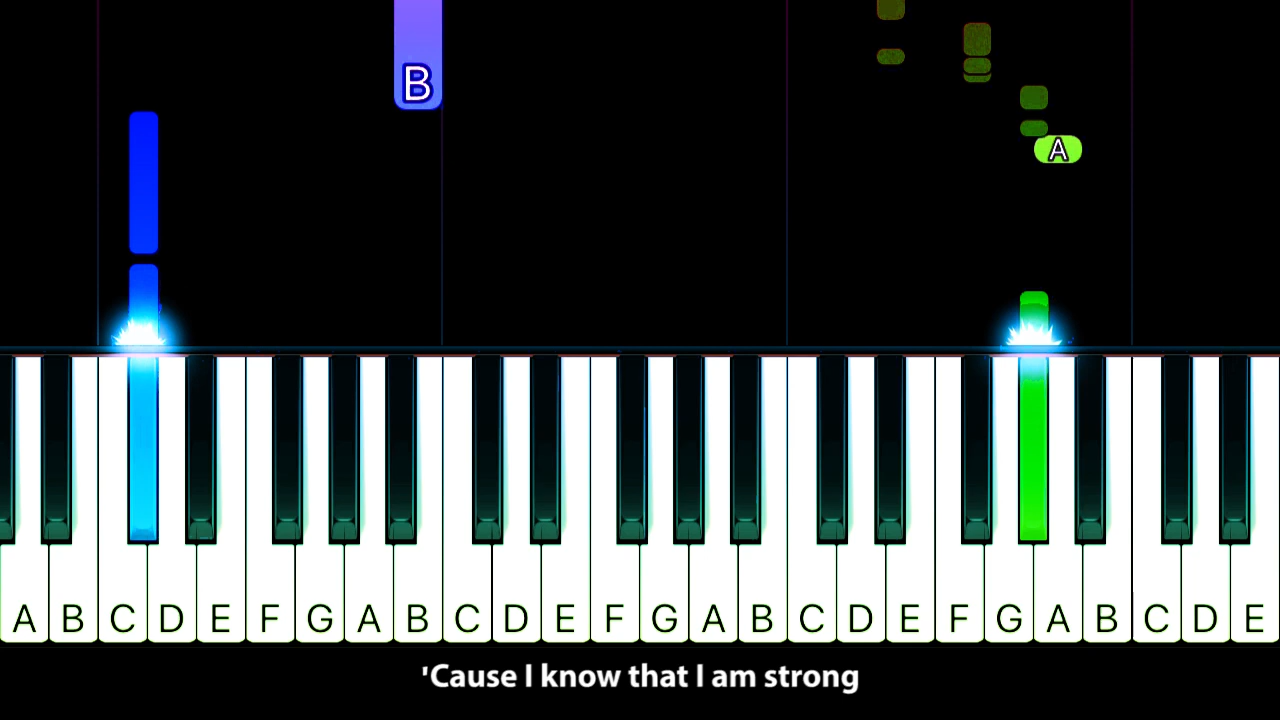 B
A
A B C D E F G A B C D E F G A B C D E F G A B C D E
'Cause I know that I am strong